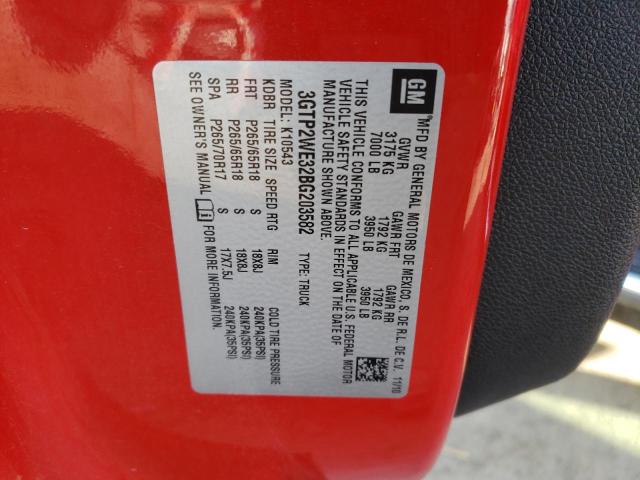 GM MFD BY GENERAL MOTORS DE MEXICO, S. DE R.L. DE C.V. 11/10
GVWR GAWR FRT GAWR RR
3175 KG 1792 KG 1792 KG
7000 LB 3950 LB 3950 LB
THIS VEHICLE CONFORMS TO ALL APPLICABLE U.S. FEDERAL MOTOR
VEHICLE SAFETY STANDARDS IN EFFECT ON THE DATE OF
MANUFACTURE SHOWN ABOVE.
3GTP2WE32BG203582 TYPE: TRUCK
MODEL: K10543
KDBR TIRE SIZE SPEED RTG RIM COLD TIRE PRESSURE
FRT P265/65R18 S 18X8J 240KPA(35PSI)
RR P265/65R18 S 18X8J 240KPA(35PSI)
SPA P265/70R17 S 17X7.5J 240KPA(35PSI)
SEE OWNER'S MANUAL FOR MORE INFORMATION.